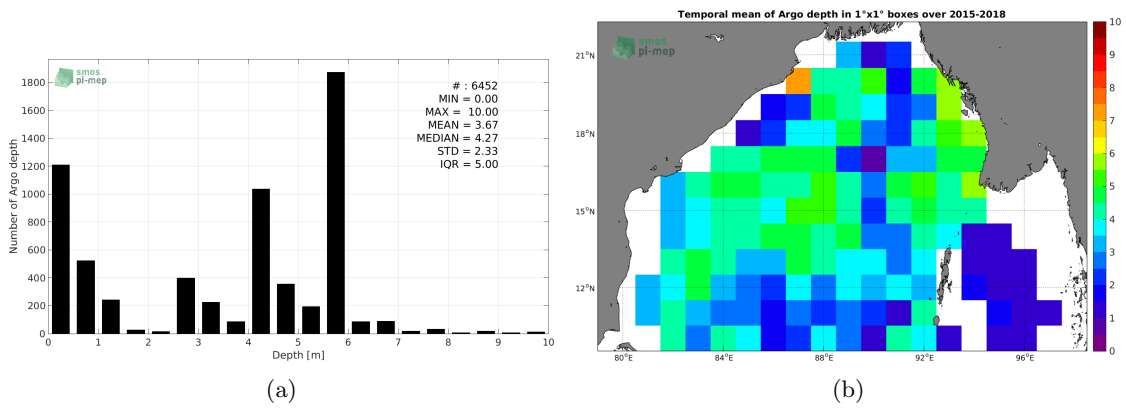 smos
pi-mep
# : 6452
MIN = 0.00
MAX = 10.00
MEAN = 3.67
MEDIAN = 4.27
STD = 2.33
IQR = 5.00
Number of Argo depth
1800
1600
1400
1200
1000
800
600
400
200
0
0 1 2 3 4 5 6 7 8 9 10
Depth [m]
(a)
Temporal mean of Argo depth in 1°x1° boxes over 2015-2018
smos
pi-mep
21°N
18°N
15°N
12°N
80°E 84°E 88°E 92°E 96°E
10
9
8
7
6
5
4
3
2
1
0
(b)